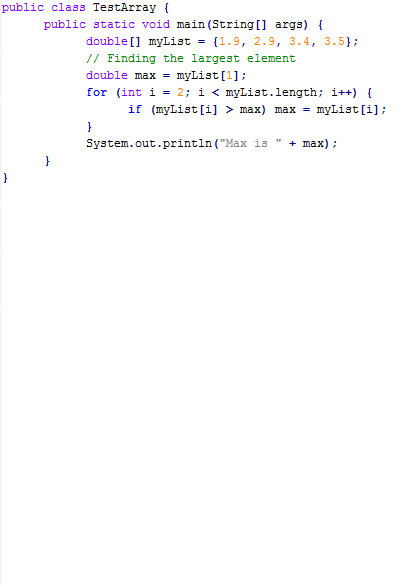 public class TestArray {
public static void main(String[] args) {
double[] myList = {1.9, 2.9, 3.4, 3.5};
// Finding the largest element
double max = myList[1];
for (int i = 2; i < myList.length; i++) {
if (myList[i] > max) max = myList[i];
}
System.out.println("Max is " + max);
}
}